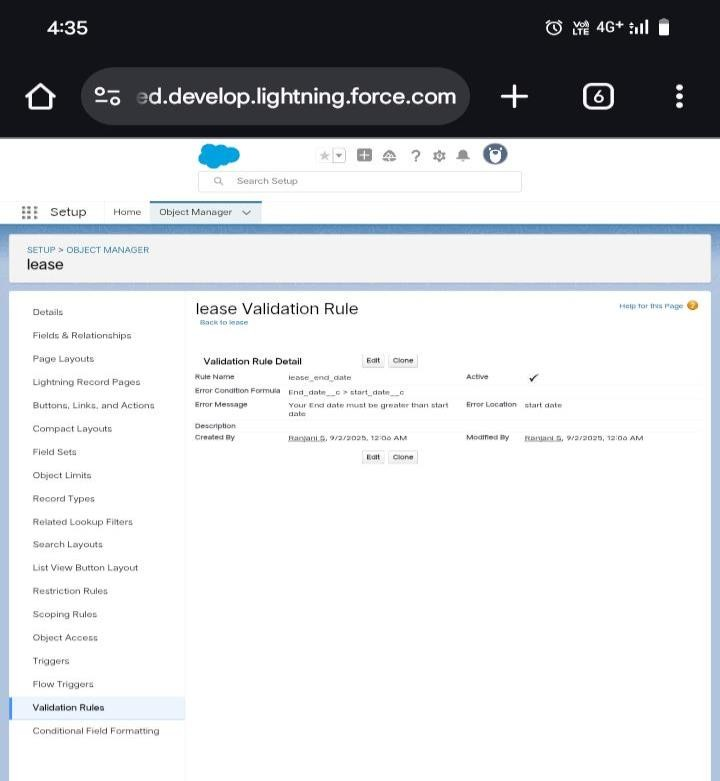 4:35
Voi) LTE 4G+
ed.develop.lightning.force.com
6
Search Setup
Setup Home Object Manager
SETUP > OBJECT MANAGER
lease
Details
Fields & Relationships
Page Layouts
Lightning Record Pages
Buttons, Links, and Actions
Compact Layouts
Field Sets
Object Limits
Record Types
Related Lookup Filters
Search Layouts
List View Button Layout
Restriction Rules
Scoping Rules
Object Access
Triggers
Flow Triggers
Validation Rules
Conditional Field Formatting
lease Validation Rule
Help for this Page
Back to lease
Validation Rule Detail Edit Clone
Rule Name lease_end_date Active
Error Condition Formula End_date__c > start_date__c
Error Message Your End date must be greater than start date Error Location start date
Description
Created By Ranjani S, 9/2/2025, 12:06 AM Modified By Ranjani S, 9/2/2025, 12:06 AM
Edit Clone